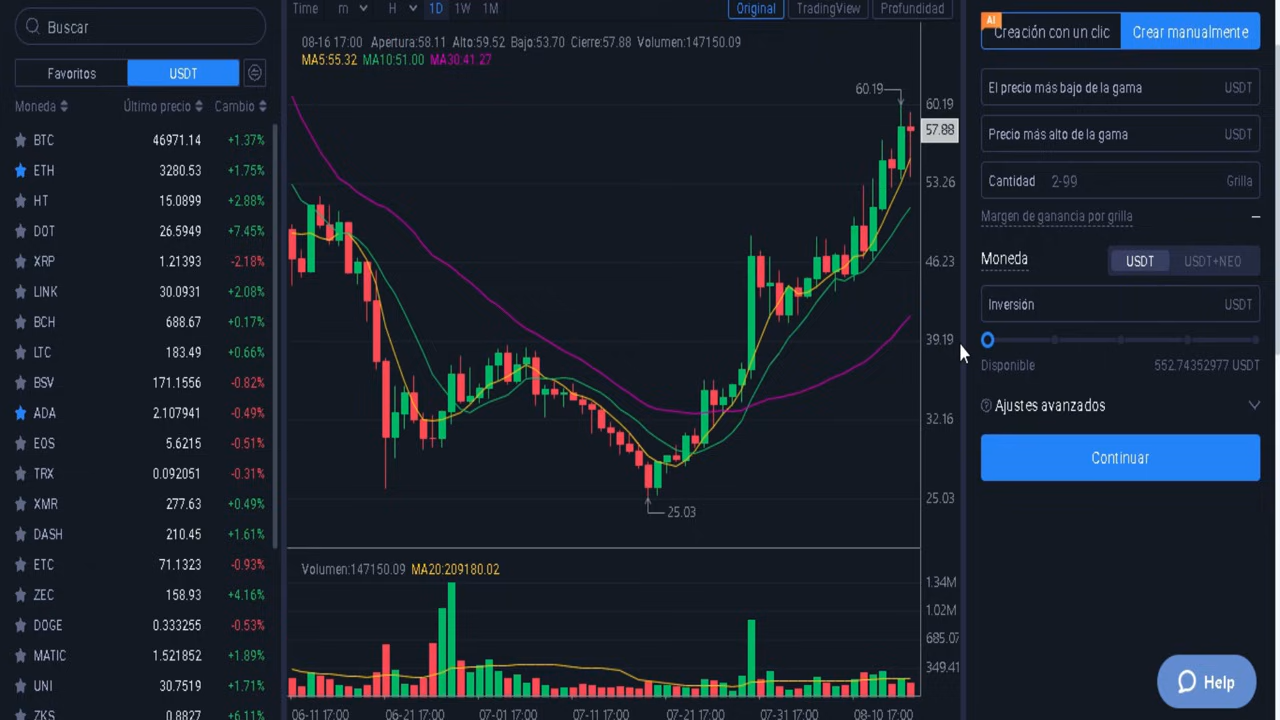 Buscar
Favoritos USDT
Moneda Último precio Cambio
BTC 46971.14 +1.37%
ETH 3280.53 +1.75%
HT 15.0899 +2.88%
DOT 26.5949 +7.45%
XRP 1.21393 -2.18%
LINK 30.0931 +2.08%
BCH 688.67 +0.17%
LTC 183.49 +0.66%
BSV 171.1556 -0.82%
ADA 2.107941 -0.49%
EOS 5.6215 -0.51%
TRX 0.092051 -0.31%
XMR 277.63 +0.49%
DASH 210.45 +1.61%
ETC 71.1323 -0.93%
ZEC 158.93 +4.16%
DOGE 0.333255 -0.53%
MATIC 1.521852 +1.89%
UNI 30.7519 +1.71%
ZKS 0.8827 +6.11%
Time m H 1D 1W 1M Original TradingView Profundidad
08-16 17:00 Apertura:58.11 Alto:59.52 Bajo:53.70 Cierre:57.88 Volumen:147150.09
MA5:55.32 MA10:51.00 MA30:41.27
60.19
60.19
57.88
53.26
46.23
39.19
32.16
25.03
25.03
Volumen:147150.09 MA20:209180.02
1.34M
1.02M
685.07
349.41
06-11 17:00 06-21 17:00 07-01 17:00 07-11 17:00 07-21 17:00 07-31 17:00 08-10 17:00
AI
Creación con un clic Crear manualmente
El precio más bajo de la gama USDT
Precio más alto de la gama USDT
Cantidad 2-99 Grilla
Margen de ganancia por grilla –
Moneda USDT USDT+NEO
Inversión USDT
Disponible 552.74352977 USDT
Ajustes avanzados
Continuar
Help